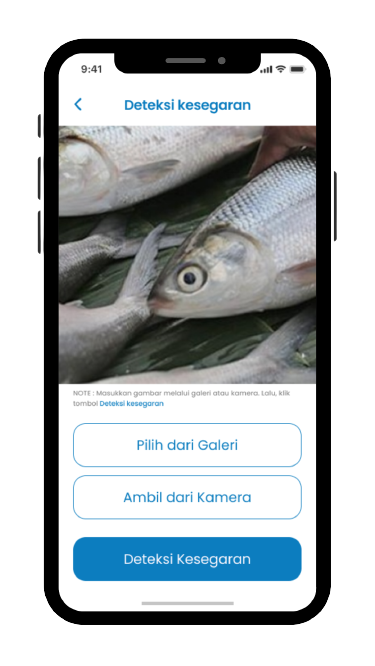 9:41
Deteksi kesegaran
NOTE : Masukkan gambar melalui galeri atau kamera. Lalu, klik
tombol Deteksi kesegaran
Pilih dari Galeri
Ambil dari Kamera
Deteksi Kesegaran